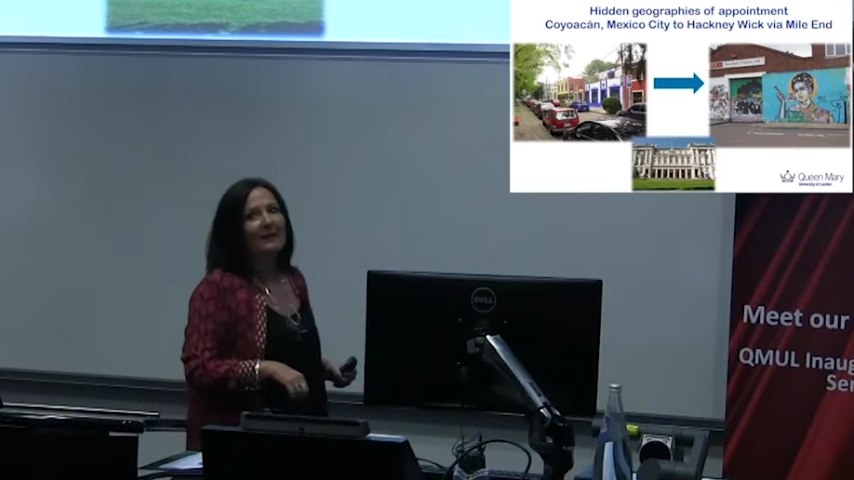 Hidden geographies of appointment
Coyoacán, Mexico City to Hackney Wick via Mile End
Queen Mary
University of London
DELL
Meet our
QMUL Inaug
Ser